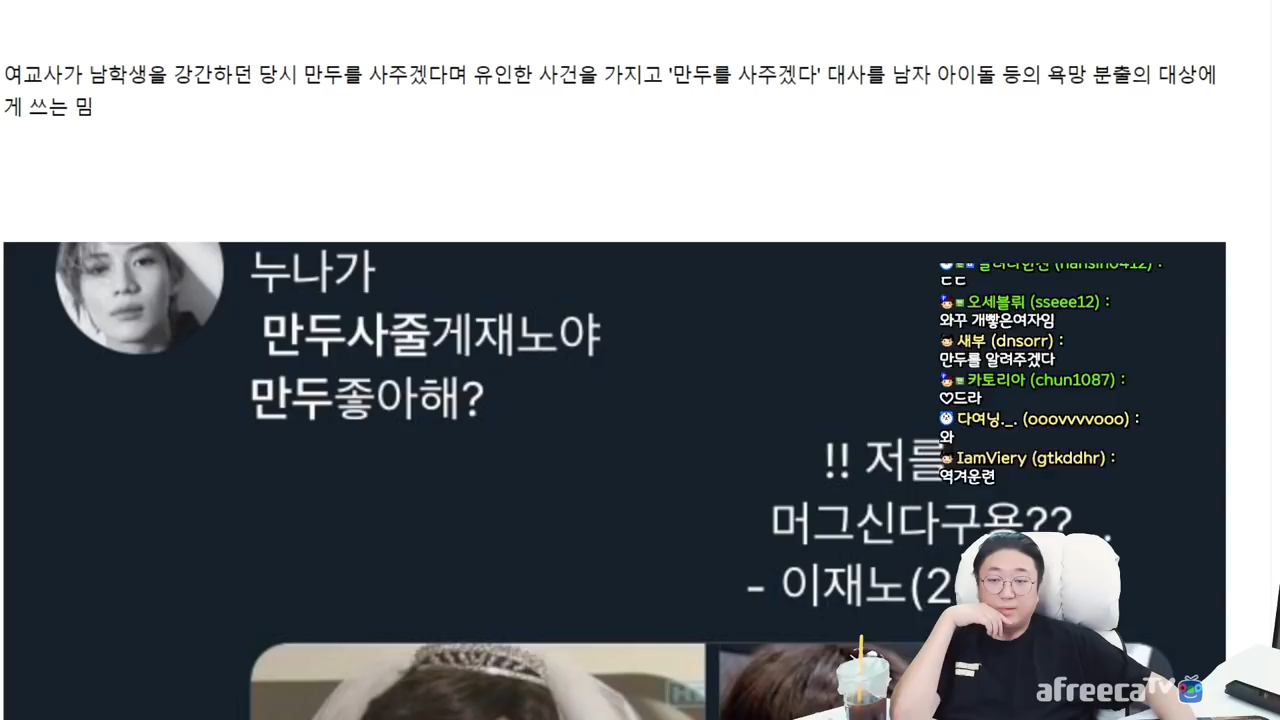 여교사가 남학생을 강간하던 당시 만두를 사주겠다며 유인한 사건을 가지고 '만두를 사주겠다' 대사를 남자 아이돌 등의 욕망 분출의 대상에
게 쓰는 밈
누나가
만두사줄게재노야
만두좋아해?
!! 저를
머그신다구용??
- 이재노(2
(hansin0412) :
ㄷㄷ
오세블뤼 (sseee12) :
와꾸 개빻은여자임
새부 (dnsorr) :
만두를 알려주겠다
카토리아 (chun1087) :
♡드라
다여닝._. (ooovvvvooo) :
와
IamViery (gtkddhr) :
역겨운련
afreecaTV